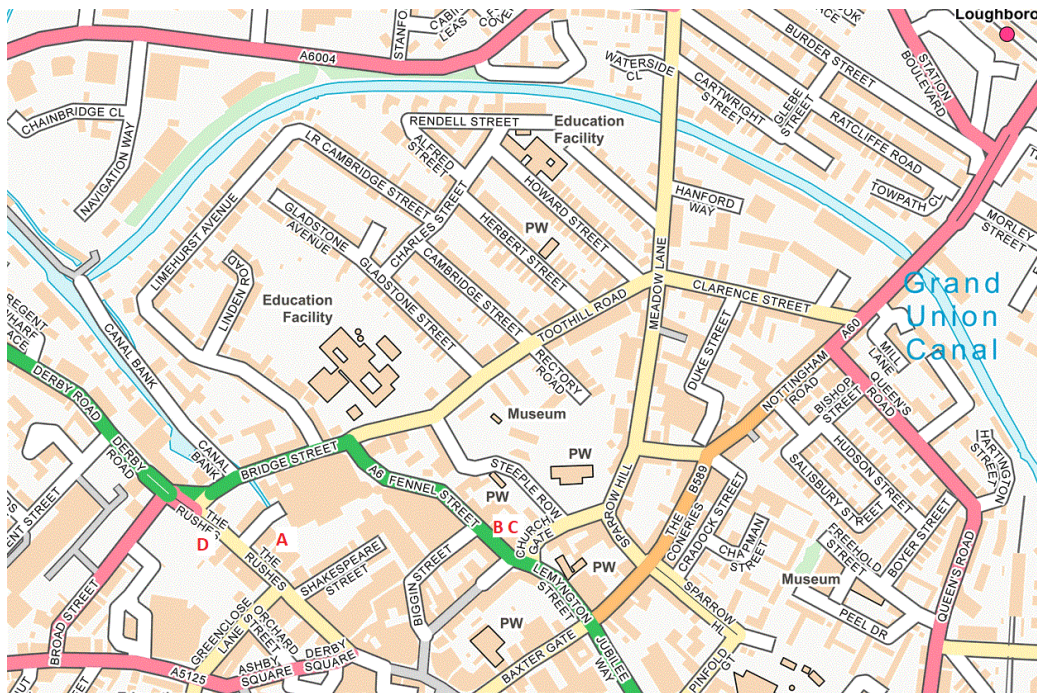 Loughboro
STANFO
CABIN
LEAS
COVE
BURDER STREET
STATION
BOULEVARD
A6004
WATERSIDE
CL
CARTWRIGHT
STREET
GLEBE
STREET
RATCLIFFE ROAD
TOWPATH CL
CHAINBRIDGE CL
NAVIGATION WAY
RENDELL STREET
Education
Facility
ALFRED
STREET
LR CAMBRIDGE STREET
HOWARD STREET
HANFORD
WAY
MORLEY
STREET
LIMEHURST AVENUE
GLADSTONE
AVENUE
CHARLES STREET
HERBERT STREET
PW
MEADOW LANE
LINDEN ROAD
GLADSTONE STREET
CAMBRIDGE STREET
CLARENCE STREET
Grand
Union
Canal
Education
Facility
TOOTHILL ROAD
A60
REGENT
WHARF
PLACE
CANAL BANK
RECTORY
ROAD
DUKE STREET
NOTTINGHAM
ROAD
MILL
LANE
QUEEN'S
ROAD
BISHOP
STREET
DERBY ROAD
Museum
DERBY
ROAD
CANAL
BANK
BRIDGE STREET
A6 FENNEL STREET
STEEPLE ROW
PW
PW
SPARROW HILL
B589
THE
CONERIES
CRADOCK STREET
SALISBURY STREET
HUDSON STREET
HARTINGTON
STREET
RUSHES
THE
D
A
THE
RUSHES
B C
CHURCH
GATE
CHAPMAN
STREET
FREEHOLD
STREET
BOYER STREET
QUEEN'S ROAD
ENT STREET
SHAKESPEARE
STREET
BIGGIN STREET
LEMYNGTON
STREET
PW
Museum
PEEL DR
BROAD STREET
GREENCLOSE
LANE
ORCHARD
STREET
ASHBY
SQUARE
DERBY
SQUARE
A5125
PW
BAXTER GATE
JUBILEE
WAY
SPARROW
HL
PINFOLD
GT